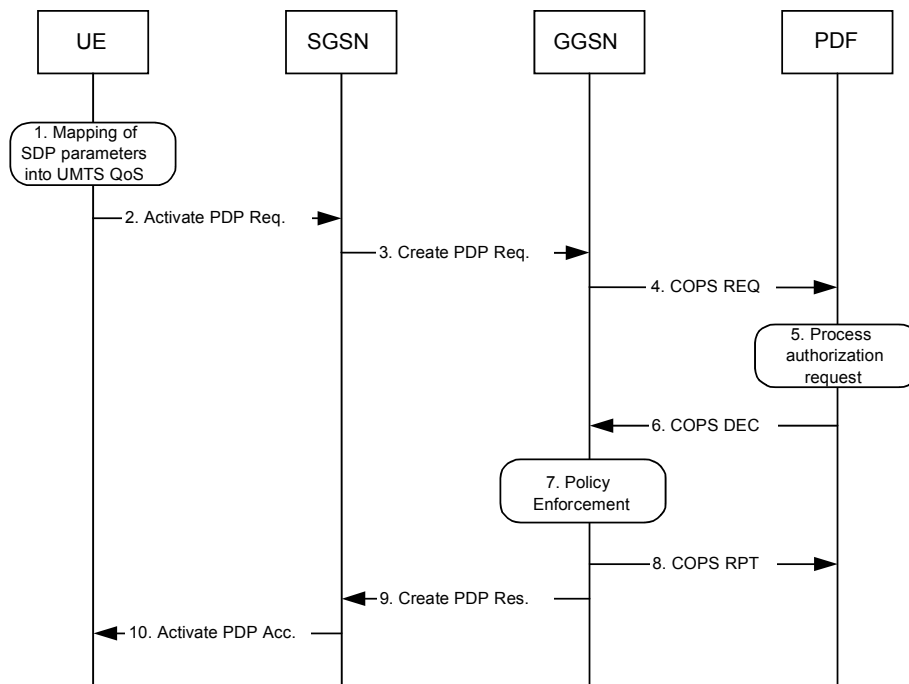 UE
SGSN
GGSN
PDF
1. Mapping of
SDP parameters
into UMTS QoS
2. Activate PDP Req.
3. Create PDP Req.
4. COPS REQ
5. Process
authorization
request
6. COPS DEC
7. Policy
Enforcement
8. COPS RPT
9. Create PDP Res.
10. Activate PDP Acc.